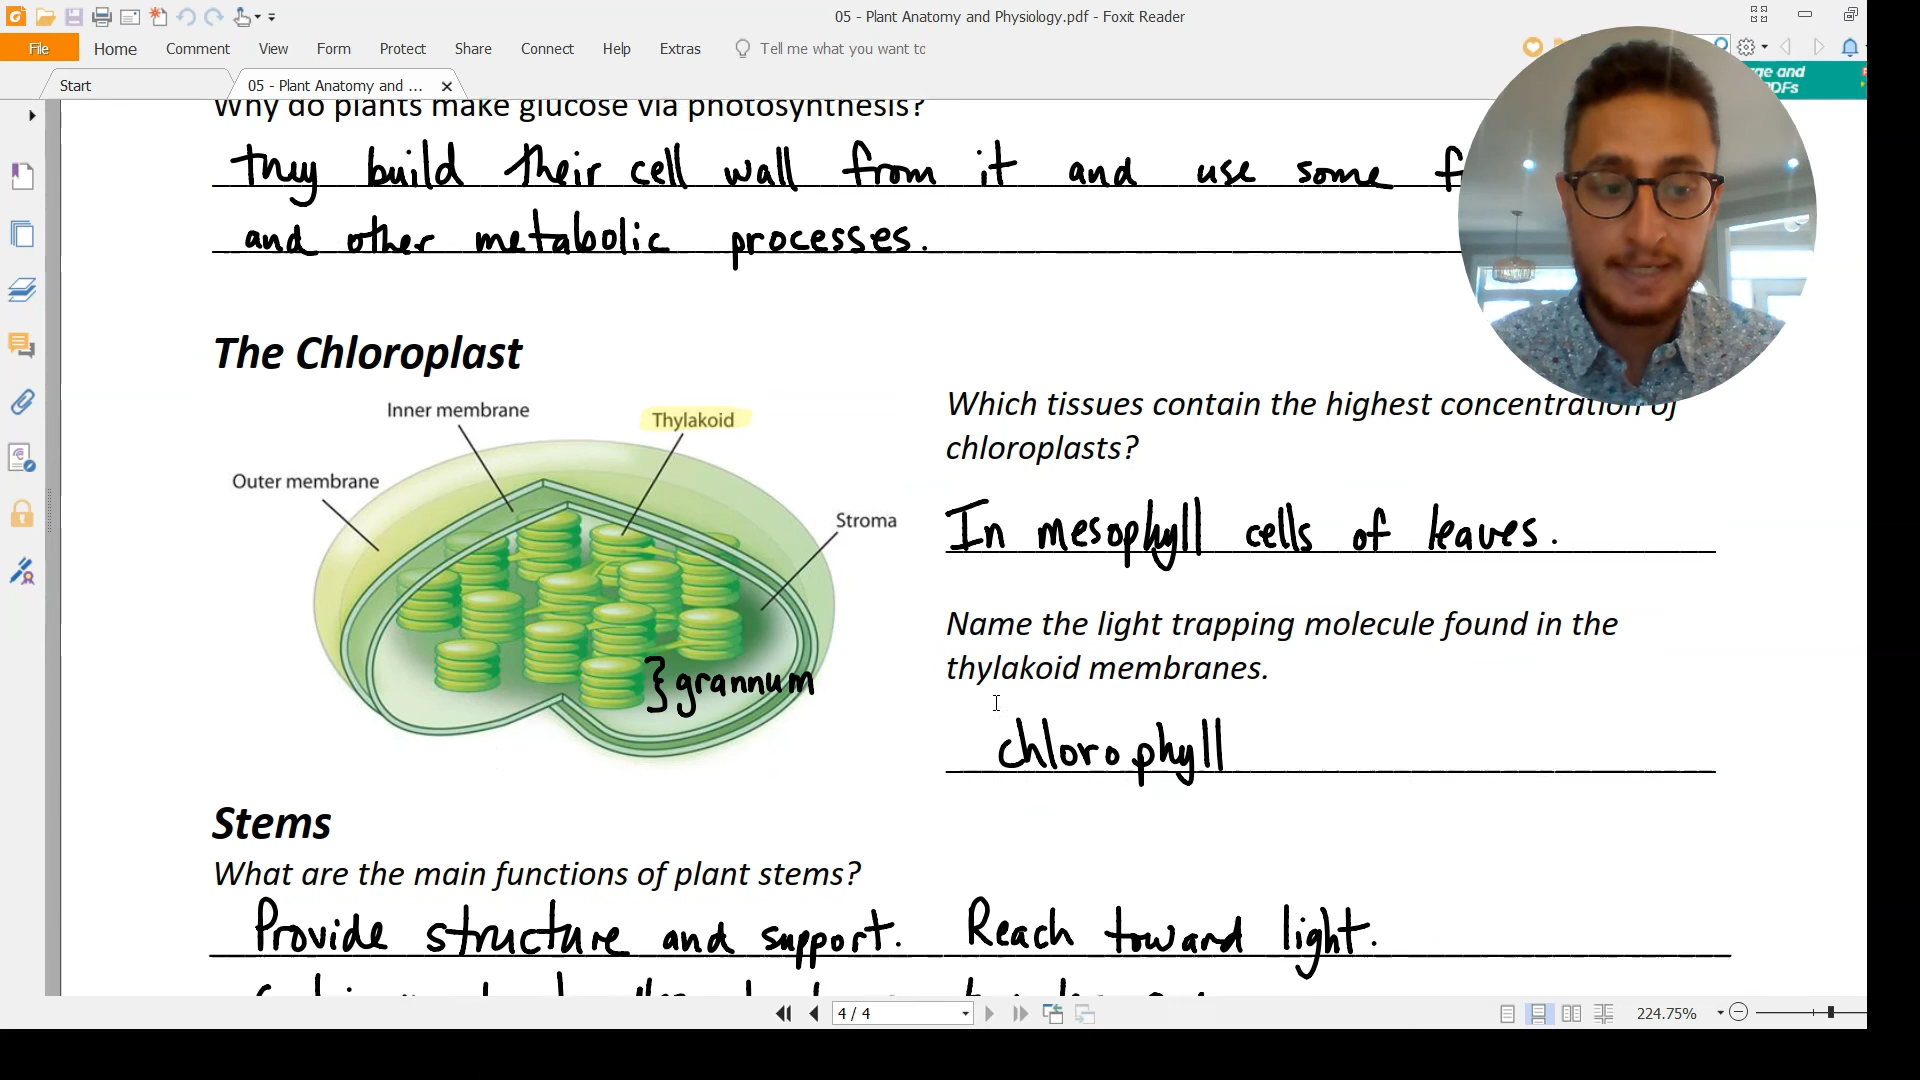 05 - Plant Anatomy and Physiology.pdf - Foxit Reader
File Home Comment View Form Protect Share Connect Help Extras Tell me what you want to
Start 05 - Plant Anatomy and ...
ge and
PDFs
Why do plants make glucose via photosynthesis?
they build their cell wall from it and use some f
and other metabolic processes.
The Chloroplast
Inner membrane
Thylakoid
Outer membrane
Stroma
grannum
Which tissues contain the highest concentration of
chloroplasts?
In mesophyll cells of leaves.
Name the light trapping molecule found in the
thylakoid membranes.
chlorophyll
Stems
What are the main functions of plant stems?
Provide structure and support. Reach toward light.
4 / 4
224.75%